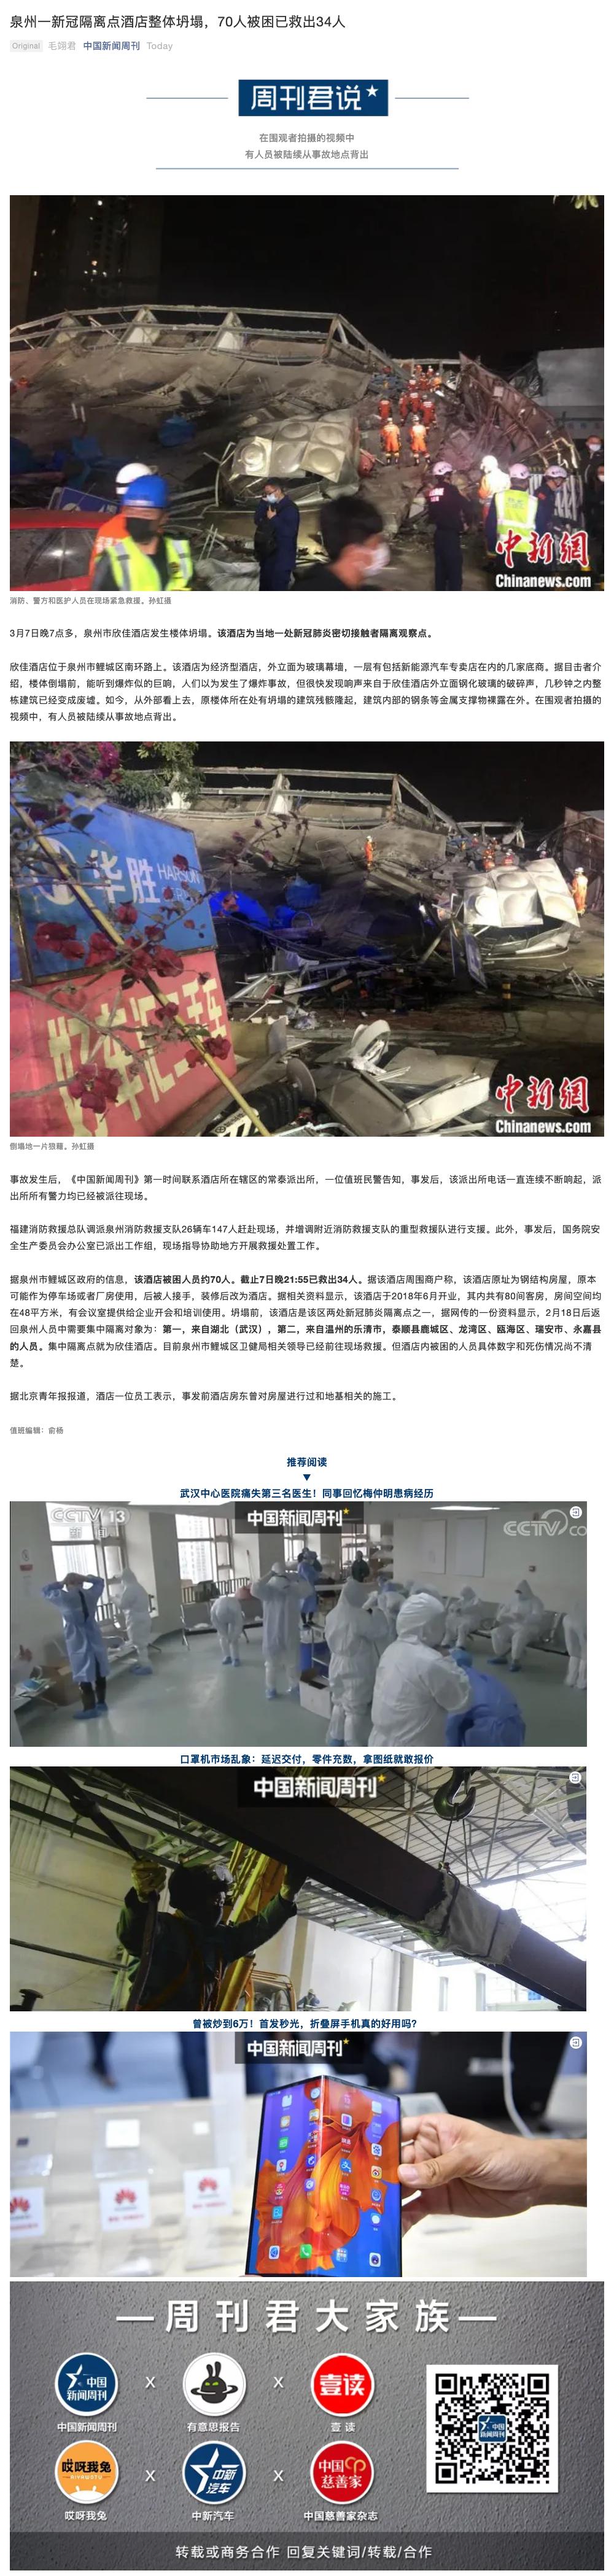 泉州一新冠隔离点酒店整体坍塌，70人被困已救出34人
Original 毛翊君 中国新闻周刊 Today
周刊君说
在围观者拍摄的视频中
有人员被陆续从事故地点背出
中新網
Chinanews.com
消防、警方和医护人员在现场紧急救援。孙虹摄
3月7日晚7点多，泉州市欣佳酒店发生楼体坍塌。该酒店为当地一处新冠肺炎密切接触者隔离观察点。
欣佳酒店位于泉州市鲤城区南环路上。该酒店为经济型酒店，外立面为玻璃幕墙，一层有包括新能源汽车专卖店在内的几家底商。据目击者介
绍，楼体倒塌前，能听到爆炸似的巨响，人们以为发生了爆炸事故，但很快发现响声来自于欣佳酒店外立面钢化玻璃的破碎声，几秒钟之内整
栋建筑已经变成废墟。如今，从外部看上去，原楼体所在处有坍塌的建筑残骸隆起，建筑内部的钢条等金属支撑物裸露在外。在围观者拍摄的
视频中，有人员被陆续从事故地点背出。
华胜
HARSON
中新網
Chinanews.com
倒塌地一片狼藉。孙虹摄
事故发生后，《中国新闻周刊》第一时间联系酒店所在辖区的常泰派出所，一位值班民警告知，事发后，该派出所电话一直连续不断响起，派
出所所有警力均已经被派往现场。
福建消防救援总队调派泉州消防救援支队26辆车147人赶赴现场，并增调附近消防救援支队的重型救援队进行支援。此外，事发后，国务院安
全生产委员会办公室已派出工作组，现场指导协助地方开展救援处置工作。
据泉州市鲤城区政府的信息，该酒店被困人员约70人。截止7日晚21:55已救出34人。据该酒店周围商户称，该酒店原址为钢结构房屋，原本
可能作为停车场或者厂房使用，后被人接手，装修后改为酒店。据相关资料显示，该酒店于2018年6月开业，其内共有80间客房，房间空间均
在48平方米，有会议室提供给企业开会和培训使用。坍塌前，该酒店是该区两处新冠肺炎隔离点之一，据网传的一份资料显示，2月18日后返
回泉州人员中需要集中隔离对象为：第一，来自湖北（武汉），第二，来自温州的乐清市，泰顺县鹿城区、龙湾区、瓯海区、瑞安市、永嘉县
的人员。集中隔离点就为欣佳酒店。目前泉州市鲤城区卫健局相关领导已经前往现场救援。但酒店内被困的人员具体数字和死伤情况尚不清
楚。
据北京青年报报道，酒店一位员工表示，事发前酒店房东曾对房屋进行过和地基相关的施工。
值班编辑：俞杨
推荐阅读
▼
武汉中心医院痛失第三名医生！同事回忆梅仲明患病经历
CCTV 13
新闻
中国新闻周刊
CCTV.co
口罩机市场乱象：延迟交付，零件充数，拿图纸就敢报价
中国新闻周刊
曾被炒到6万！首发秒光，折叠屏手机真的好用吗？
中国新闻周刊
—周刊君大家族—
中国新闻周刊 x x 壹读
中国新闻周刊 有意思报告 壹读
中国新闻周刊
哎呀我兔 x 中新汽车 x 中国慈善家
哎呀我兔 中新汽车 中国慈善家杂志
转载或商务合作 回复关键词/转载/合作